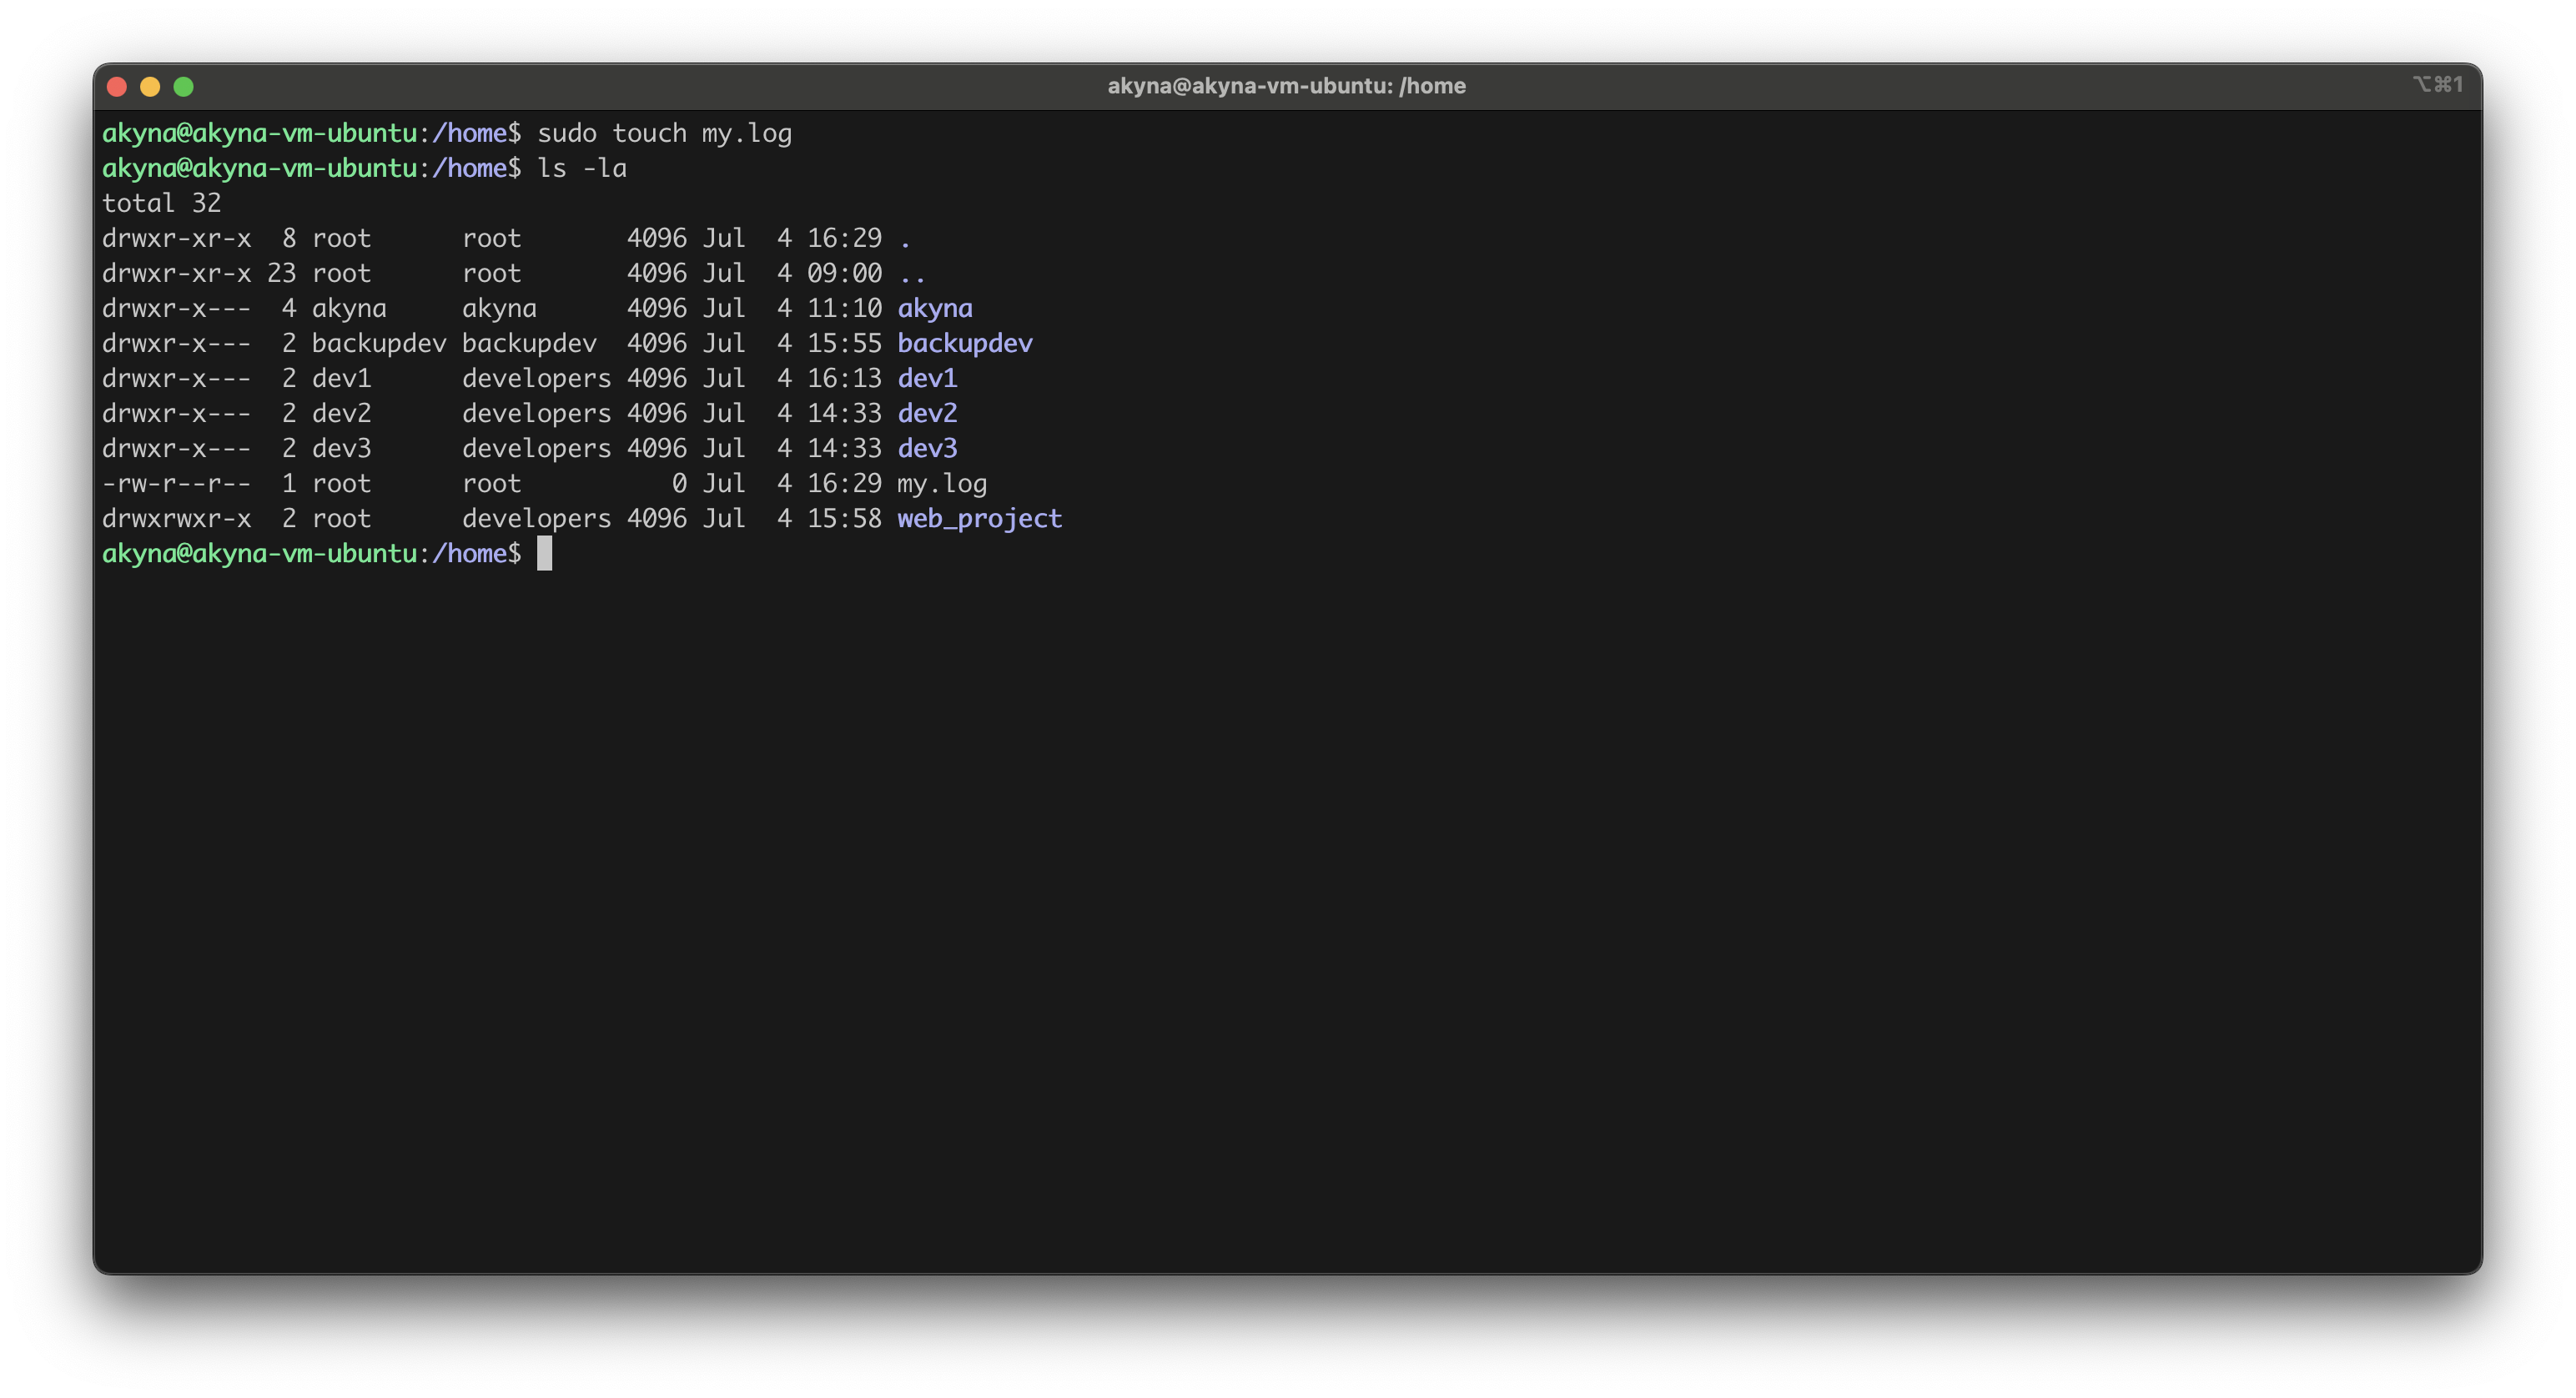 akyna@akyna-vm-ubuntu: /home
⌥⌘1
akyna@akyna-vm-ubuntu:/home$ sudo touch my.log
akyna@akyna-vm-ubuntu:/home$ ls -la
total 32
drwxr-xr-x  8 root      root       4096 Jul  4 16:29 .
drwxr-xr-x 23 root      root       4096 Jul  4 09:00 ..
drwxr-x---  4 akyna     akyna      4096 Jul  4 11:10 akyna
drwxr-x---  2 backupdev backupdev  4096 Jul  4 15:55 backupdev
drwxr-x---  2 dev1      developers 4096 Jul  4 16:13 dev1
drwxr-x---  2 dev2      developers 4096 Jul  4 14:33 dev2
drwxr-x---  2 dev3      developers 4096 Jul  4 14:33 dev3
-rw-r--r--  1 root      root          0 Jul  4 16:29 my.log
drwxrwxr-x  2 root      developers 4096 Jul  4 15:58 web_project
akyna@akyna-vm-ubuntu:/home$